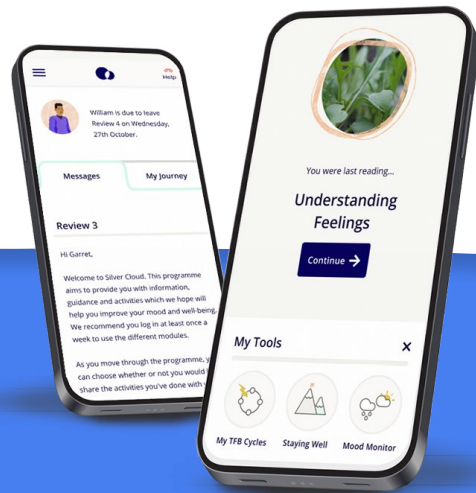 Help
William is due to leave
Review 4 on Wednesday,
27th October.
Messages
My Journey
Review 3
Hi Garret,
Welcome to Silver Cloud. This programme
aims to provide you with information,
guidance and activities which we hope will
help you improve your mood and well-being.
We recommend you log in at least once a
week to use the different modules.
As you move through the programme,
can choose whether or not you would
share the activities you've done with
You were last reading...
Understanding
Feelings
Continue →
My Tools
×
My TFB Cycles
Staying Well
Mood Monitor